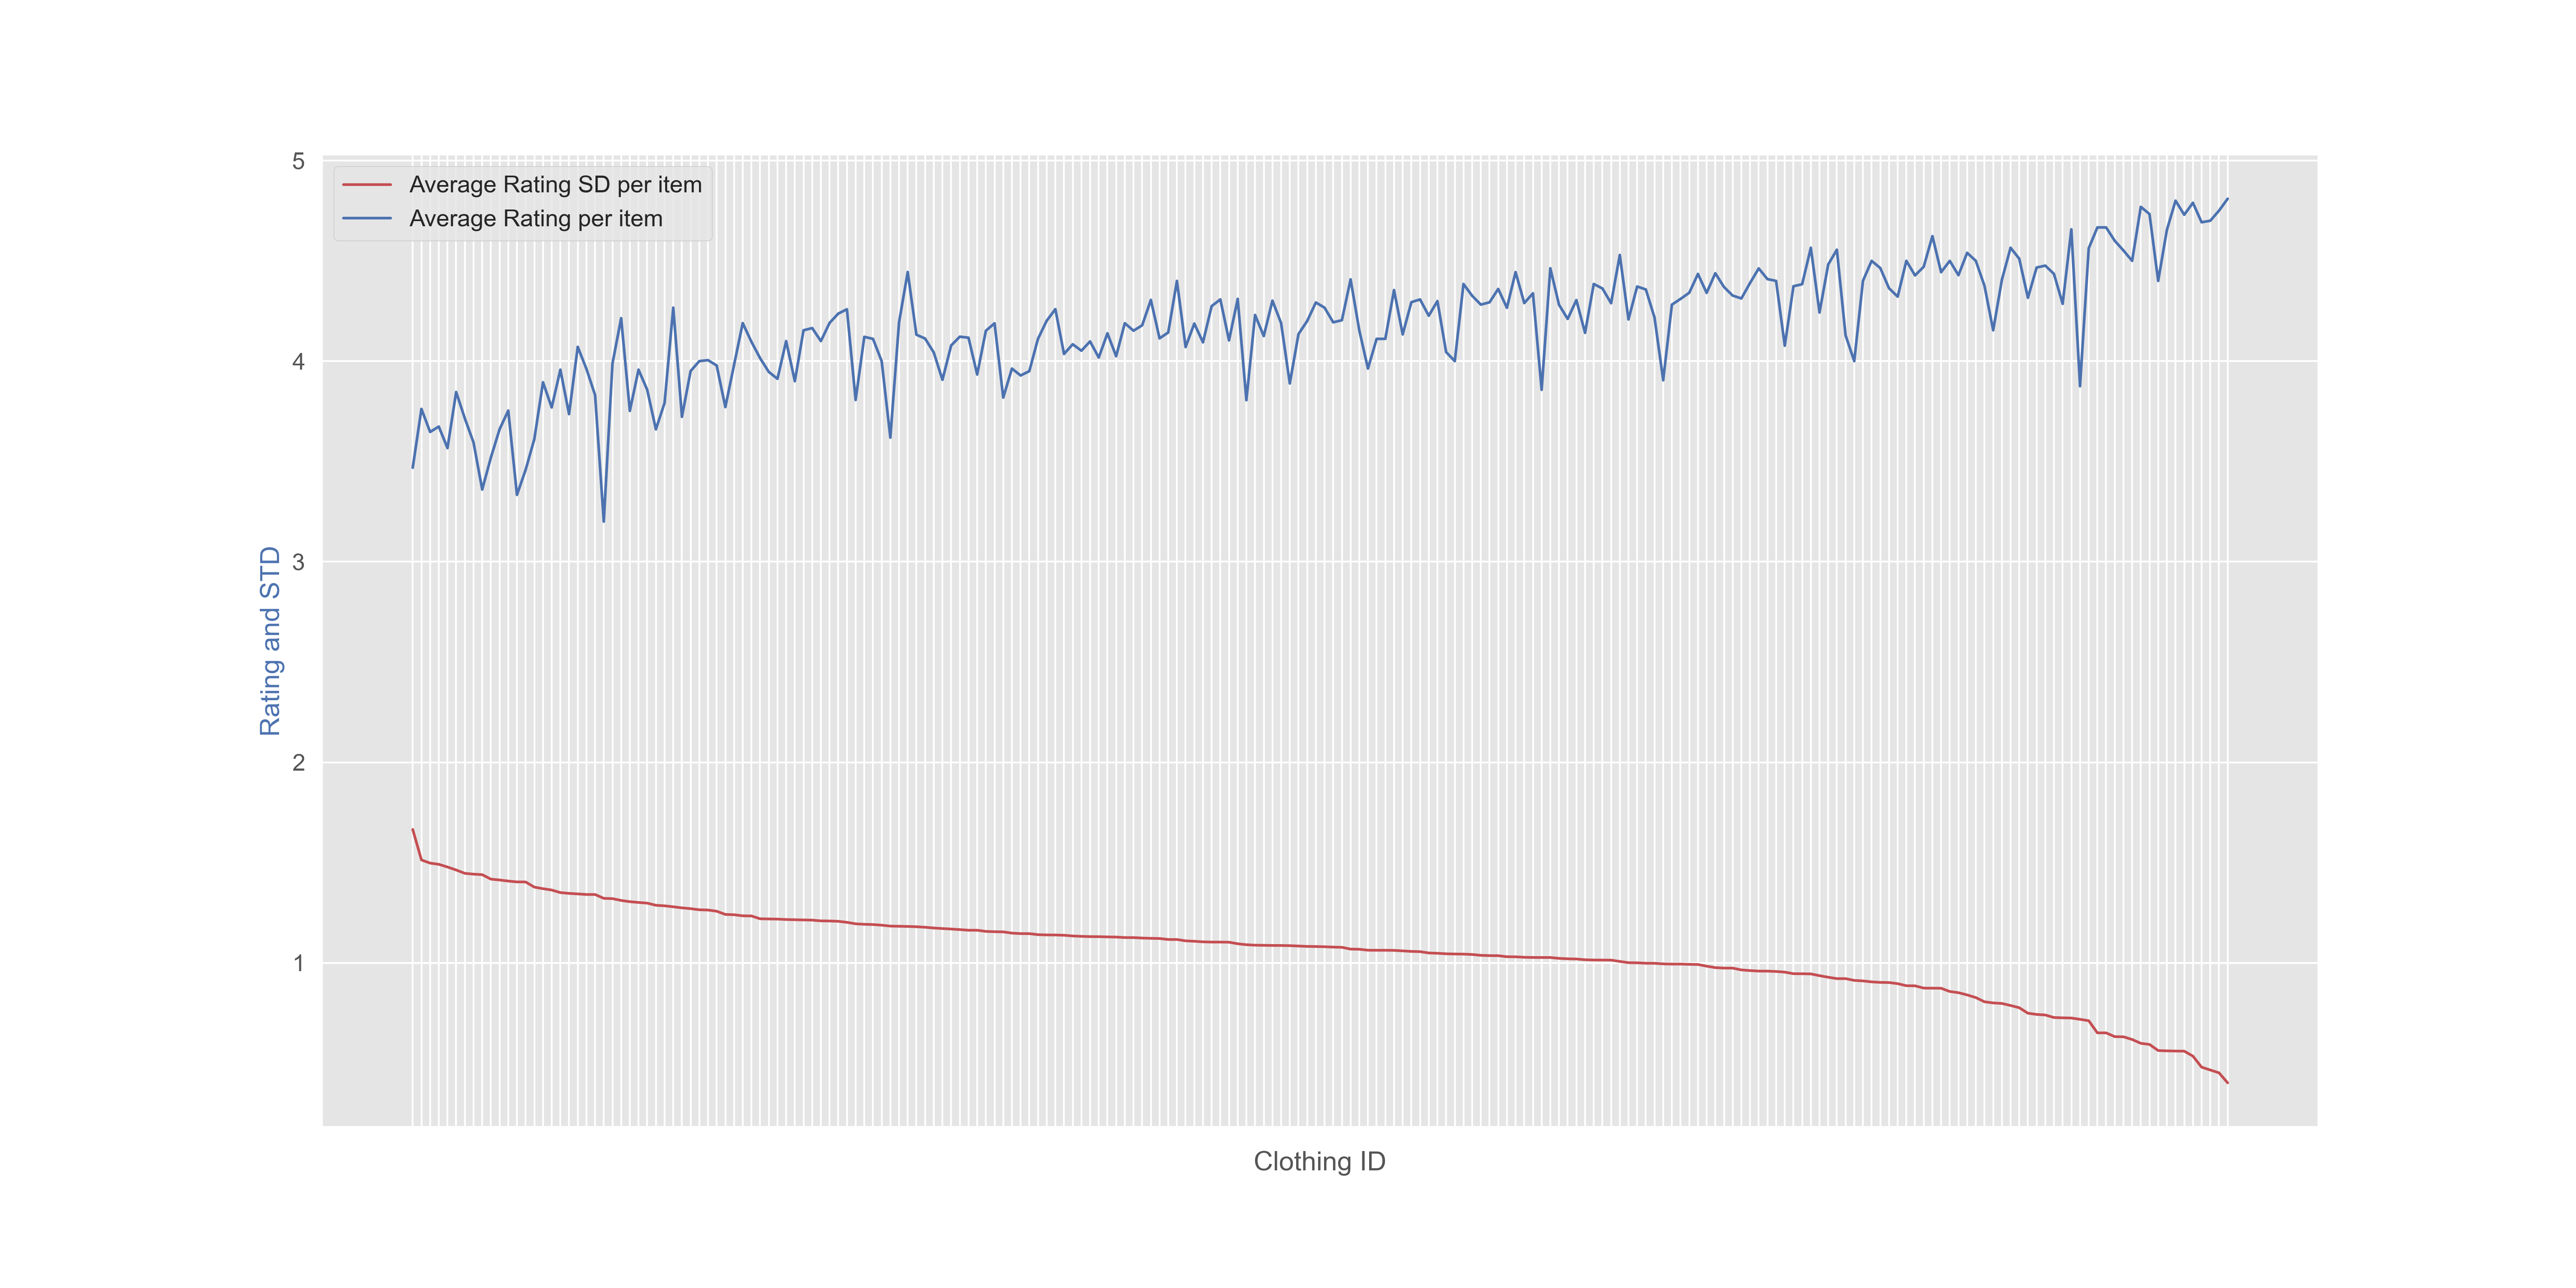 5
Average Rating SD per item
Average Rating per item
4
3
Rating and STD
2
1
Clothing ID